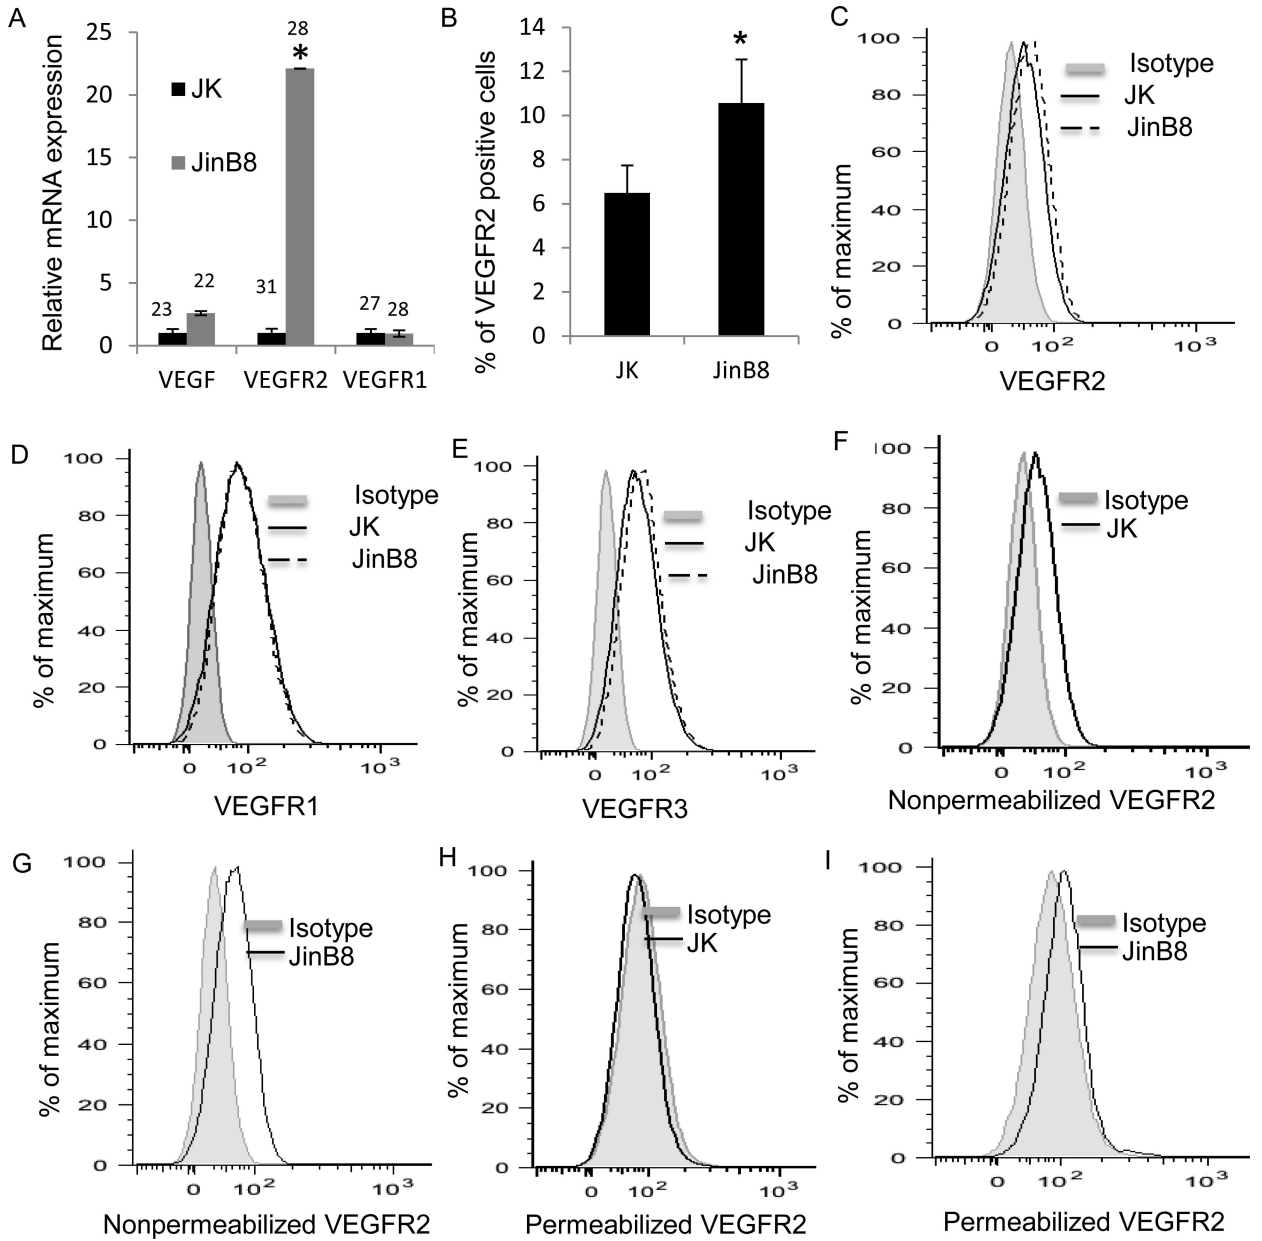 A
Relative mRNA expression
25
20
15
10
5
0
JK
JinB8
23
22
31
28
*
27
28
VEGF
VEGFR2
VEGFR1
B
% of VEGFR2 positive cells
14
12
10
8
6
4
2
0
*
JK
JinB8
C
% of maximum
100
80
60
40
20
0
Isotype
JK
JinB8
0
10²
10³
VEGFR2
D
% of maximum
100
80
60
40
20
0
Isotype
JK
JinB8
0
10²
10³
VEGFR1
E
% of maximum
100
80
60
40
20
0
Isotype
JK
JinB8
0
10²
10³
VEGFR3
F
% of maximum
100
80
60
40
20
0
Isotype
JK
0
10²
10³
Nonpermeabilized VEGFR2
G
% of maximum
100
80
60
40
20
0
Isotype
JinB8
0
10²
10³
Nonpermeabilized VEGFR2
H
% of maximum
100
80
60
40
20
0
Isotype
JK
0
10²
10³
Permeabilized VEGFR2
I
% of maximum
100
80
60
40
20
0
Isotype
JinB8
0
10²
10³
Permeabilized VEGFR2